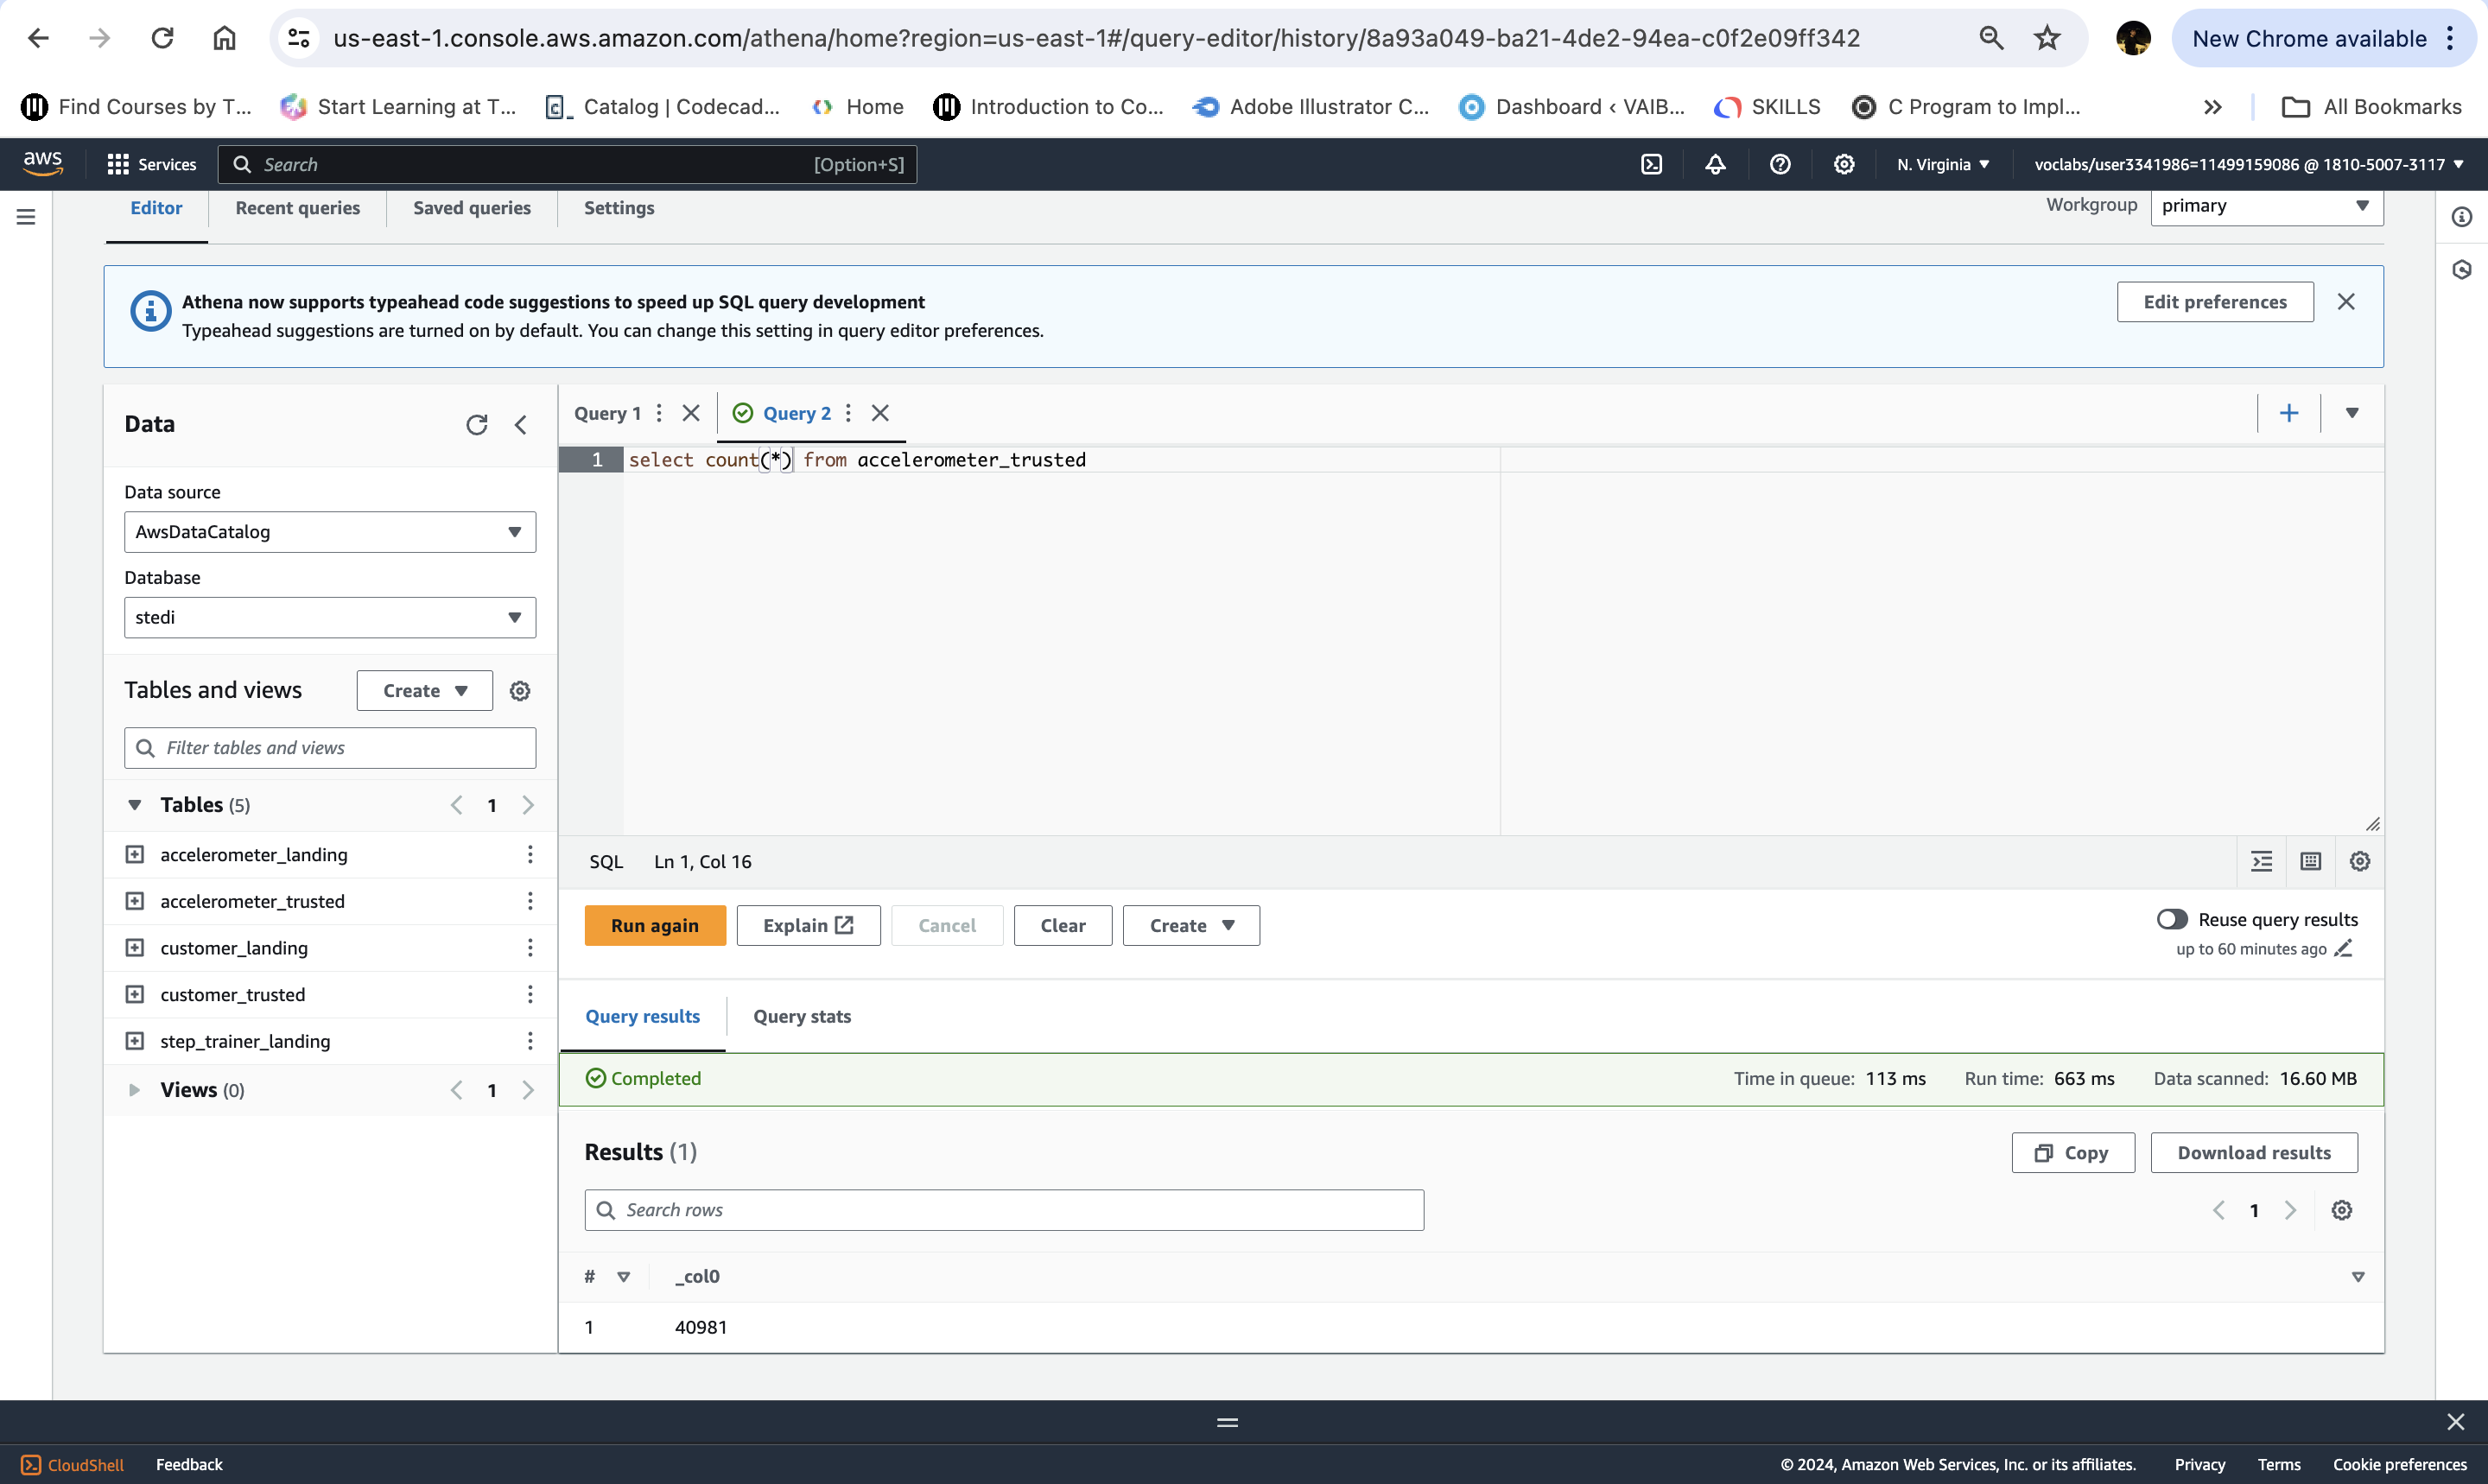 us-east-1.console.aws.amazon.com/athena/home?region=us-east-1#/query-editor/history/8a93a049-ba21-4de2-94ea-c0f2e09ff342
New Chrome available
Find Courses by T...
Start Learning at T...
Catalog | Codecad...
Home
Introduction to Co...
Adobe Illustrator C...
Dashboard ‹ VAIB...
SKILLS
C Program to Impl...
All Bookmarks
aws
Services
Search
[Option+S]
N. Virginia
voclabs/user3341986=11499159086 @ 1810-5007-3117
Editor
Recent queries
Saved queries
Settings
Workgroup
primary
Athena now supports typeahead code suggestions to speed up SQL query development
Typeahead suggestions are turned on by default. You can change this setting in query editor preferences.
Edit preferences
Data
Data source
AwsDataCatalog
Database
stedi
Tables and views
Create
Filter tables and views
Tables (5)
1
accelerometer_landing
accelerometer_trusted
customer_landing
customer_trusted
step_trainer_landing
Views (0)
1
Query 1
Query 2
1 select count(*) from accelerometer_trusted
SQL
Ln 1, Col 16
Run again
Explain
Cancel
Clear
Create
Reuse query results
up to 60 minutes ago
Query results
Query stats
Completed
Time in queue: 113 ms
Run time: 663 ms
Data scanned: 16.60 MB
Results (1)
Copy
Download results
Search rows
1
# _col0
1 40981
CloudShell
Feedback
© 2024, Amazon Web Services, Inc. or its affiliates.
Privacy
Terms
Cookie preferences